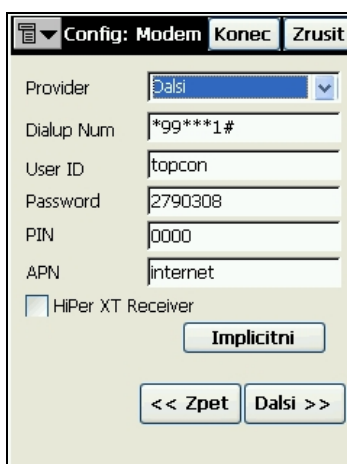 Config: Modem Konec Zrusit
Provider Dalsi
Dialup Num *99***1#
User ID topcon
Password 2790308
PIN 0000
APN internet
HiPer XT Receiver
Implicitni
<< Zpet Dalsi >>